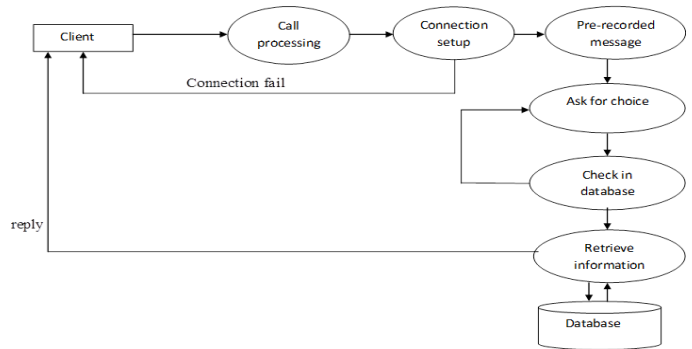 Client
Call
processing
Connection
setup
Pre-recorded
message
Connection fail
Ask for choice
Check in
database
reply
Retrieve
information
Database